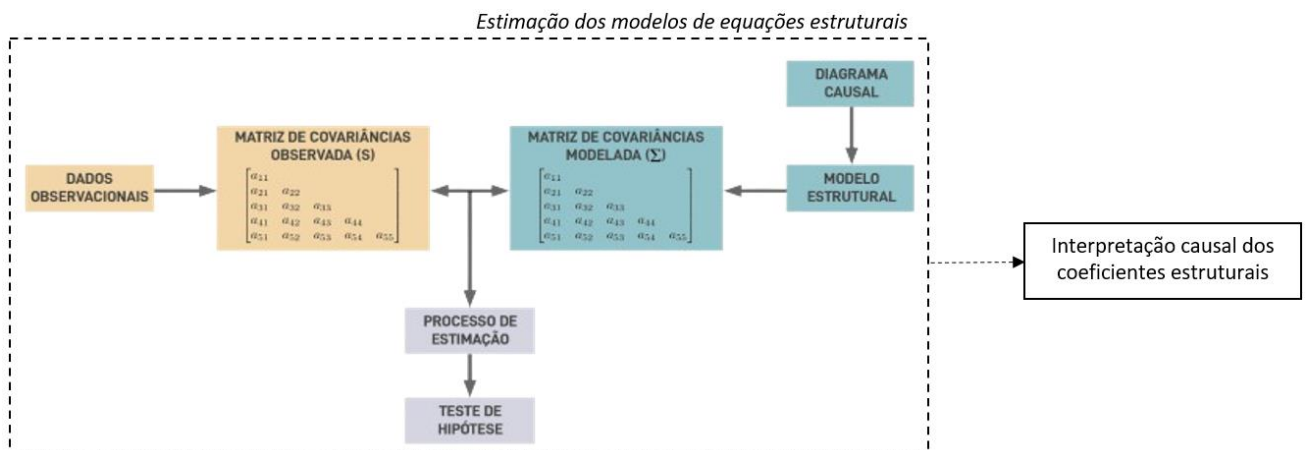 Estimação dos modelos de equações estruturais
DIAGRAMA
CAUSAL
MATRIZ DE COVARIÂNCIAS
OBSERVADA (S)
a11
a21 a22
a31 a32 a33
a41 a42 a43 a44
a51 a52 a53 a54 a55
MATRIZ DE COVARIÂNCIAS
MODELADA (Σ)
a11
a21 a22
a31 a32 a33
a41 a42 a43 a44
a51 a52 a53 a54 a55
DADOS
OBSERVACIONAIS
MODELO
ESTRUTURAL
Interpretação causal dos
coeficientes estruturais
PROCESSO DE
ESTIMAÇÃO
TESTE DE
HIPÓTESE